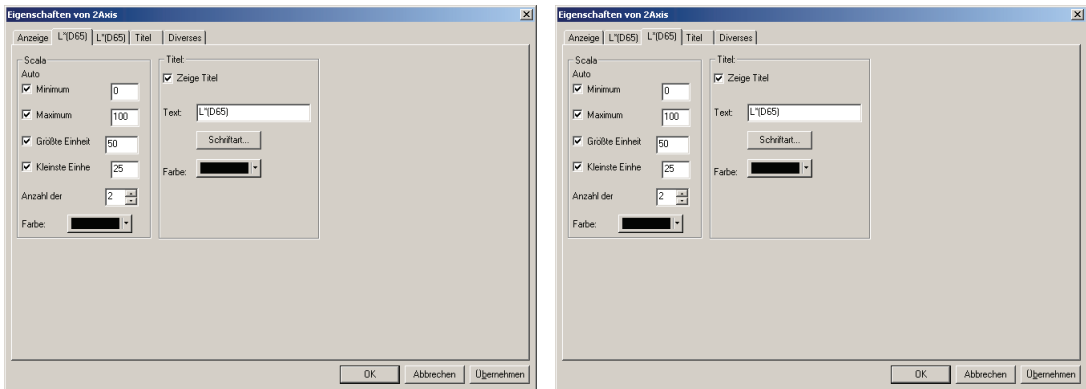 Eigenschaften von 2Axis
Anzeige L*(D65) L*(D65) Titel Diverses
Scala
Auto
Minimum 0
Maximum 100
Größte Einheit 50
Kleinste Einhe 25
Anzahl der 2
Farbe:
Titel:
Zeige Titel
Text: L*(D65)
Schriftart...
Farbe:
OK Abbrechen Übernehmen
Eigenschaften von 2Axis
Anzeige L*(D65) L*(D65) Titel Diverses
Scala
Auto
Minimum 0
Maximum 100
Größte Einheit 50
Kleinste Einhe 25
Anzahl der 2
Farbe:
Titel:
Zeige Titel
Text: L*(D65)
Schriftart...
Farbe:
OK Abbrechen Übernehmen